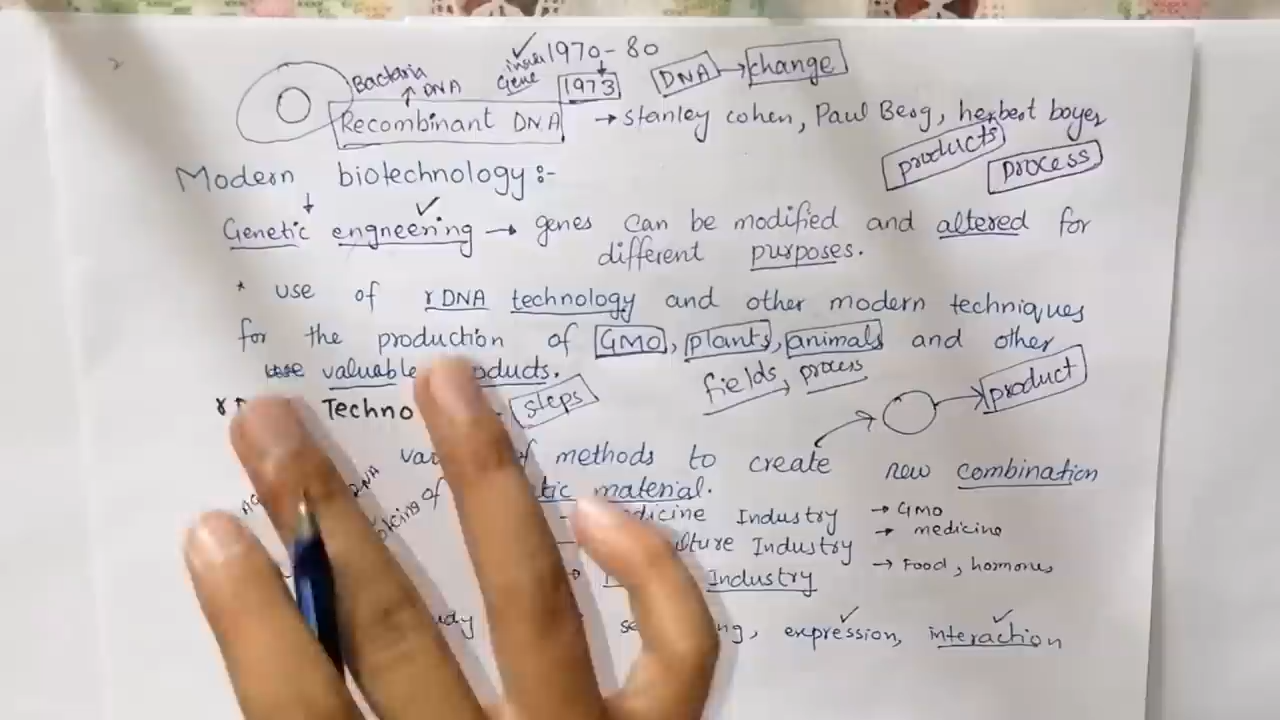 1970-80
Bacteria
DNA
Gene
1973
DNA → change
Recombinant DNA → Stanley cohen, Paul Berg, herbert boyer
products
process
Modern biotechnology :-
Genetic engneering → genes can be modified and altered for
different purposes.
* use of rDNA technology and other modern techniques
for the production of GMO, plants, animals and other
valuable
fields, process
product
Techno
steps
methods to create new combination
material.
Industry → GMO
→ medicine
Industry
→ Food, hormones
Industry
expression, interaction